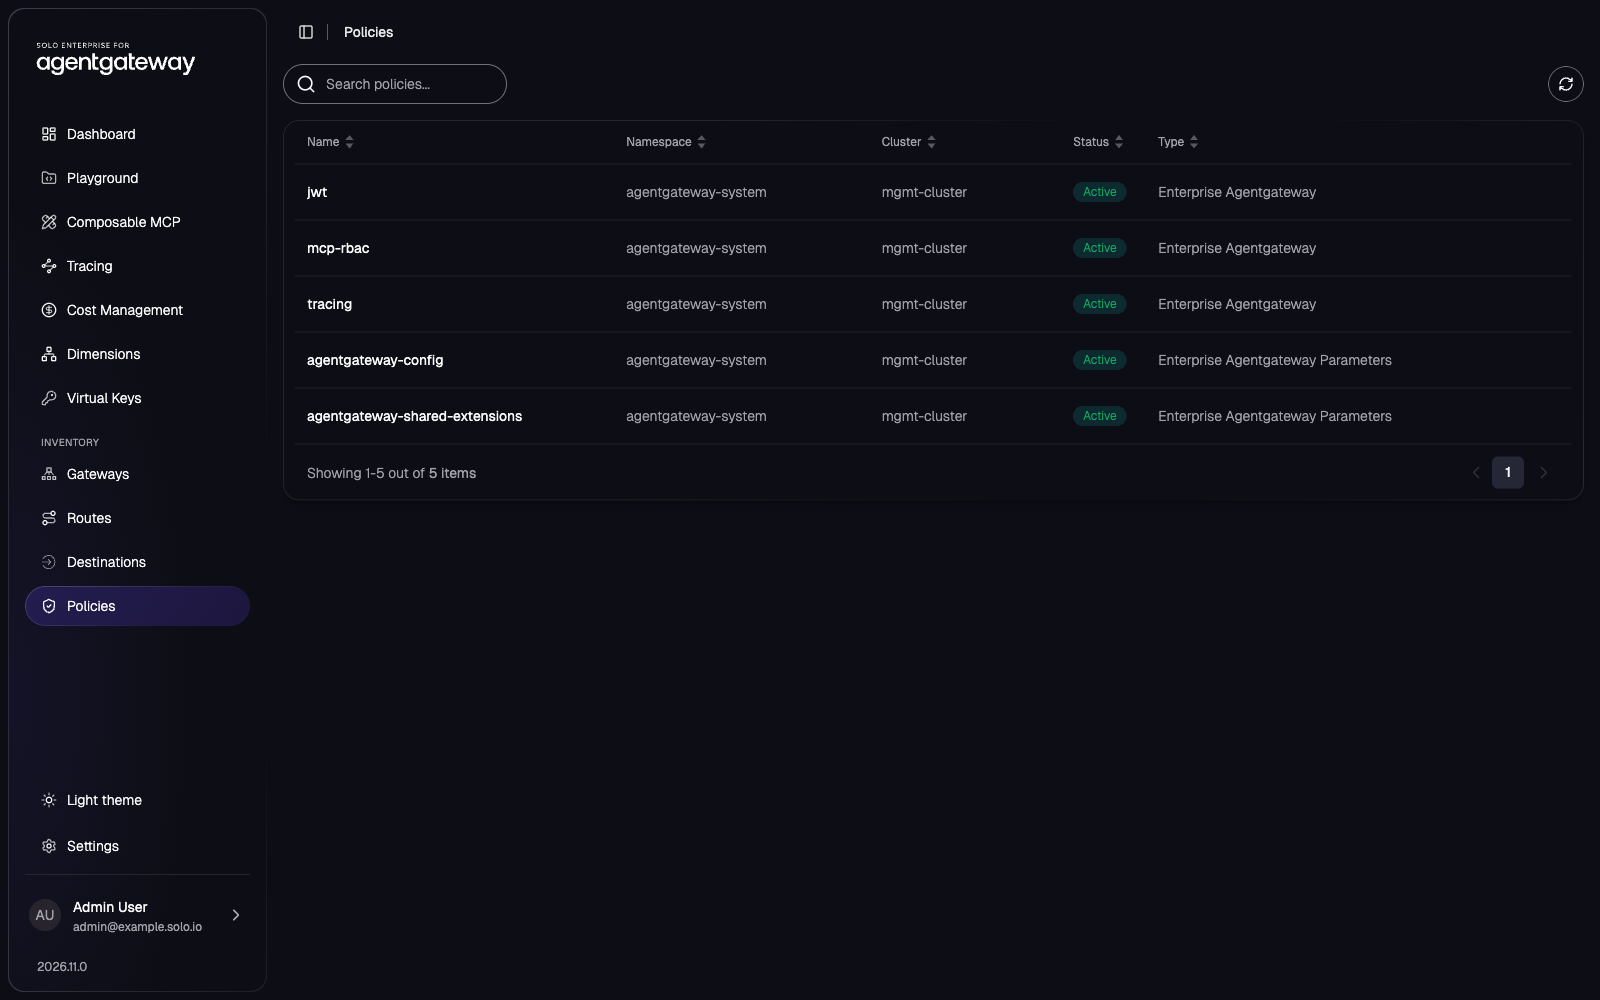 SOLO ENTERPRISE FOR
agentgateway
Dashboard
Playground
Composable MCP
Tracing
Cost Management
Dimensions
Virtual Keys
INVENTORY
Gateways
Routes
Destinations
Policies
Light theme
Settings
AU
Admin User
admin@example.solo.io
2026.11.0
Policies
Search policies...
Name Namespace Cluster Status Type
jwt agentgateway-system mgmt-cluster Active Enterprise Agentgateway
mcp-rbac agentgateway-system mgmt-cluster Active Enterprise Agentgateway
tracing agentgateway-system mgmt-cluster Active Enterprise Agentgateway
agentgateway-config agentgateway-system mgmt-cluster Active Enterprise Agentgateway Parameters
agentgateway-shared-extensions agentgateway-system mgmt-cluster Active Enterprise Agentgateway Parameters
Showing 1-5 out of 5 items
1